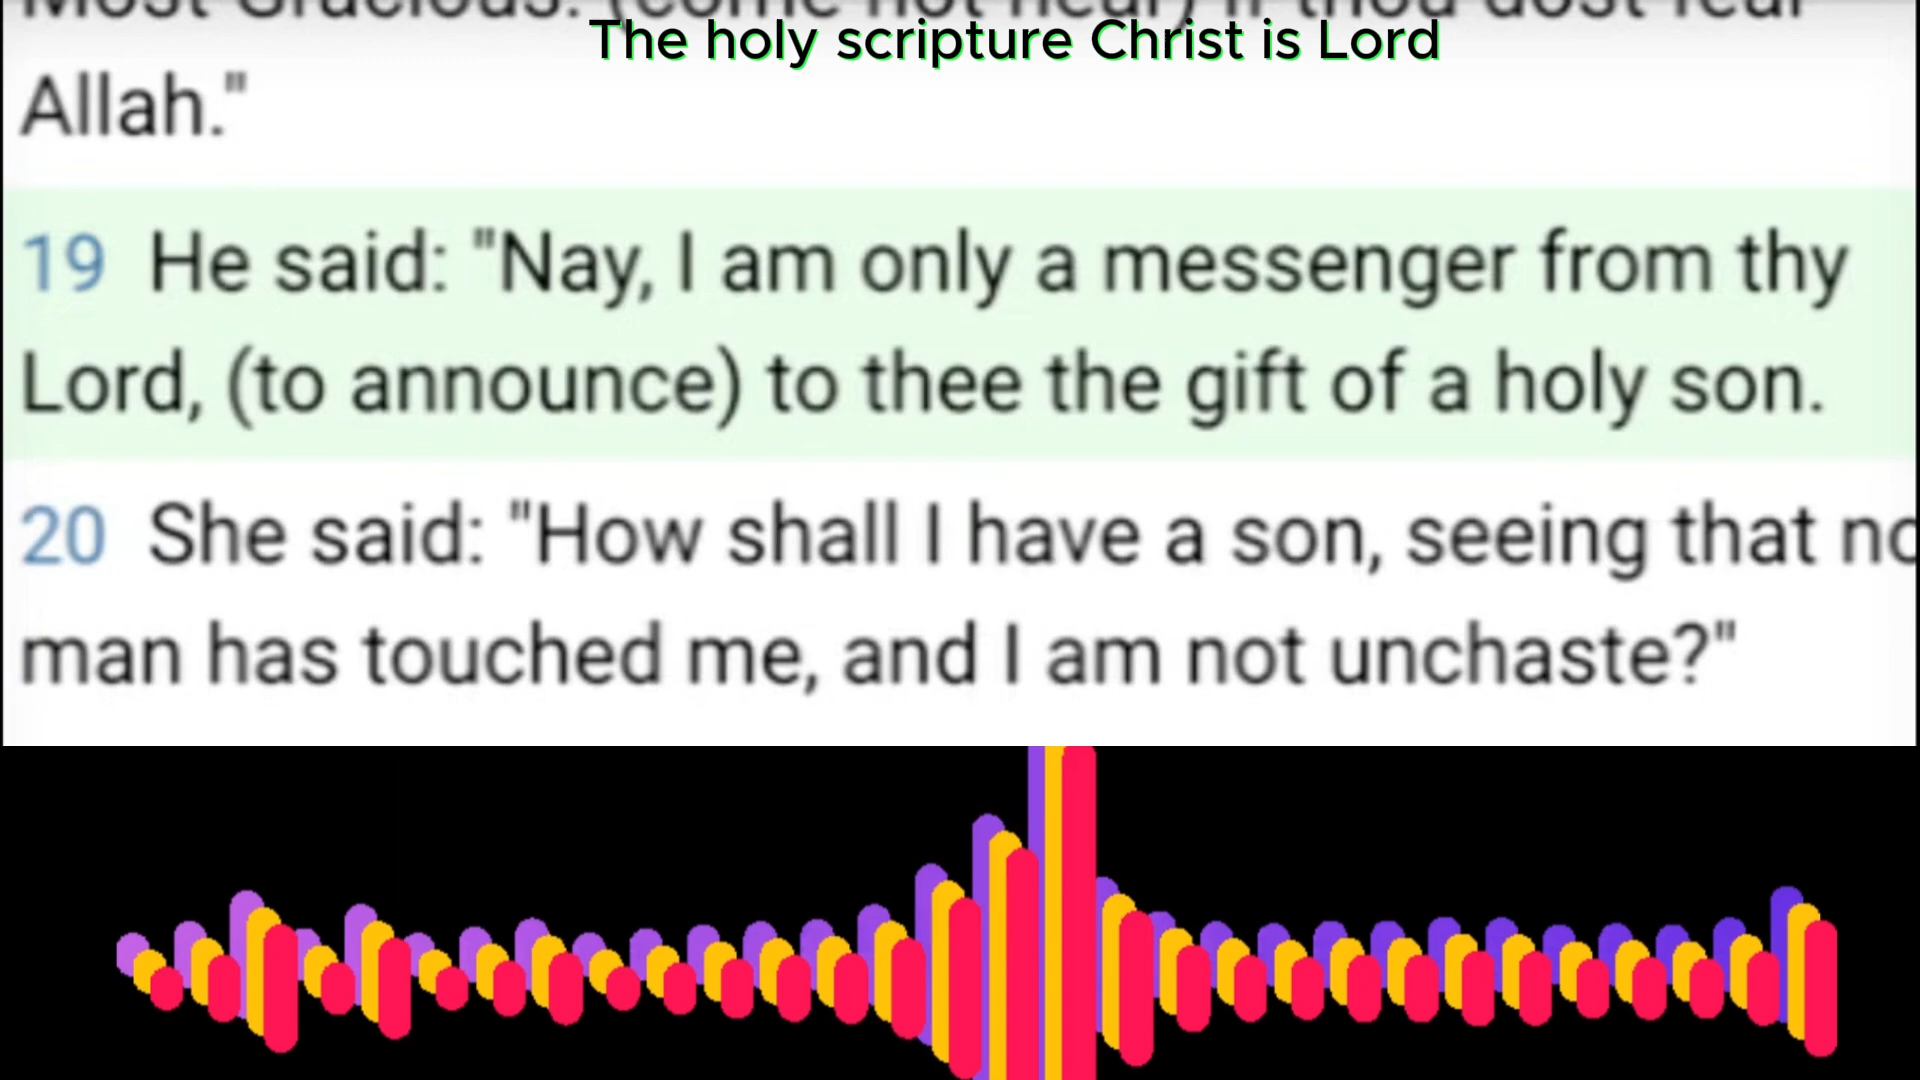 The holy scripture Christ is Lord
Allah."
19 He said: "Nay, I am only a messenger from thy
Lord, (to announce) to thee the gift of a holy son.
20 She said: "How shall I have a son, seeing that no
man has touched me, and I am not unchaste?"